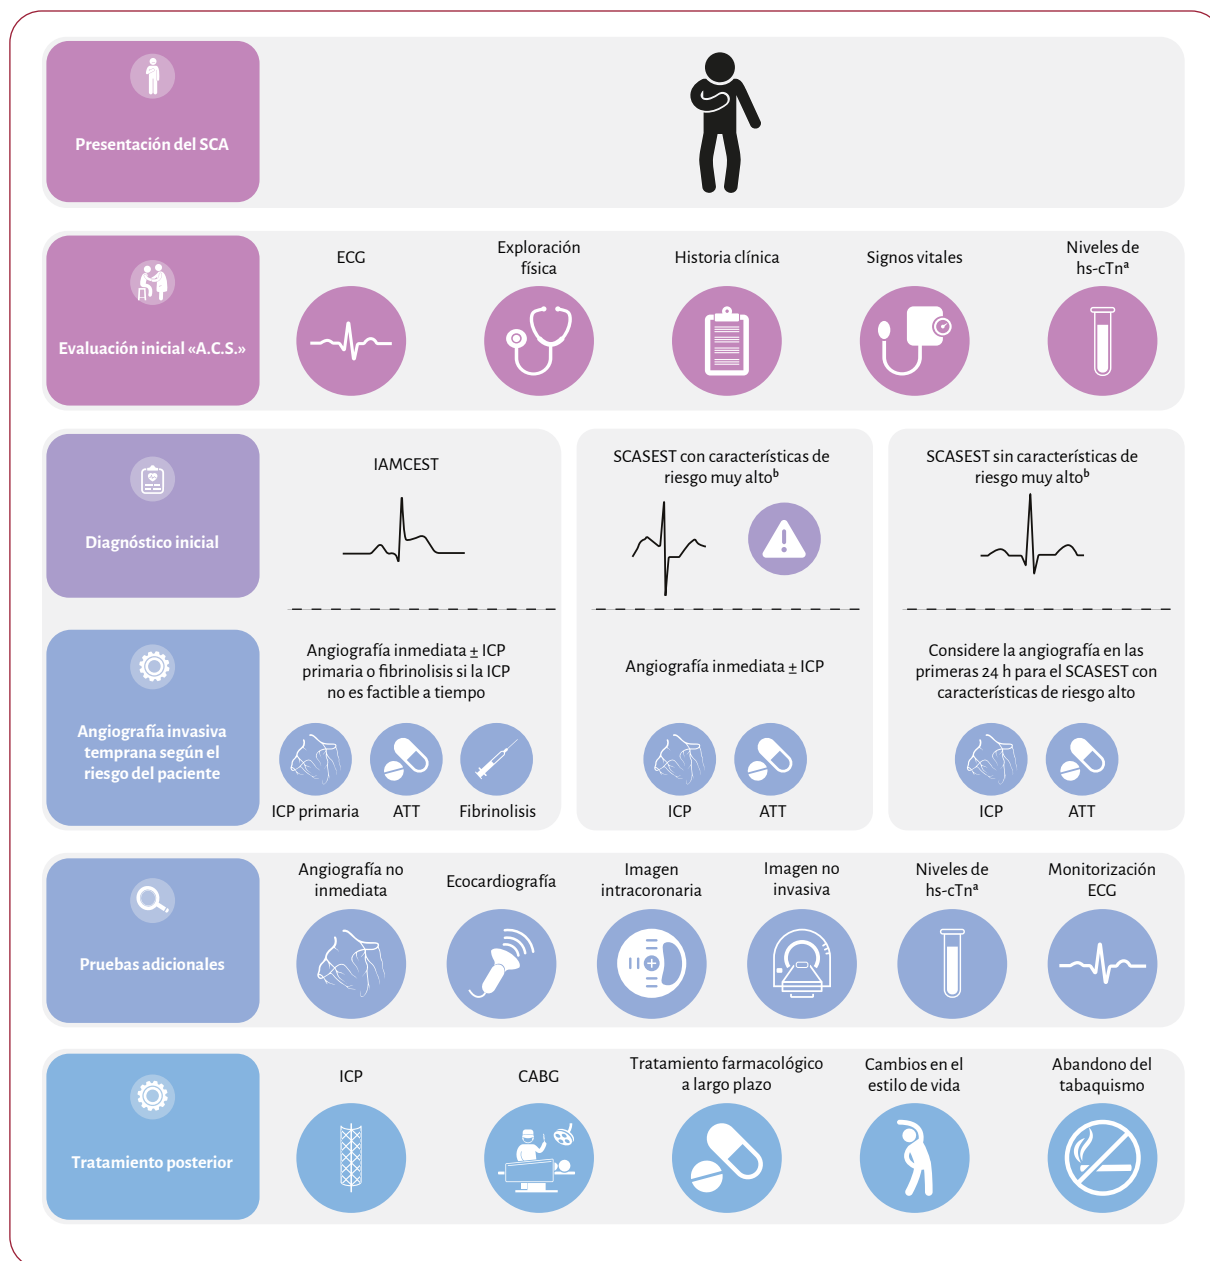 Presentación del SCA
Evaluación inicial «A.C.S.»
ECG
Exploración
física
Historia clínica
Signos vitales
Niveles de
hs-cTnᵃ
Diagnóstico inicial
IAMCEST
SCASEST con características de
riesgo muy altoᵇ
SCASEST sin características de
riesgo muy altoᵇ
Angiografía invasiva
temprana según el
riesgo del paciente
Angiografía inmediata ± ICP
primaria o fibrinolisis si la ICP
no es factible a tiempo
ICP primaria
ATT
Fibrinolisis
Angiografía inmediata ± ICP
ICP
ATT
Considere la angiografía en las
primeras 24 h para el SCASEST con
características de riesgo alto
ICP
ATT
Pruebas adicionales
Angiografía no
inmediata
Ecocardiografía
Imagen
intracoronaria
Imagen no
invasiva
Niveles de
hs-cTnᵃ
Monitorización
ECG
Tratamiento posterior
ICP
CABG
Tratamiento farmacológico
a largo plazo
Cambios en el
estilo de vida
Abandono del
tabaquismo